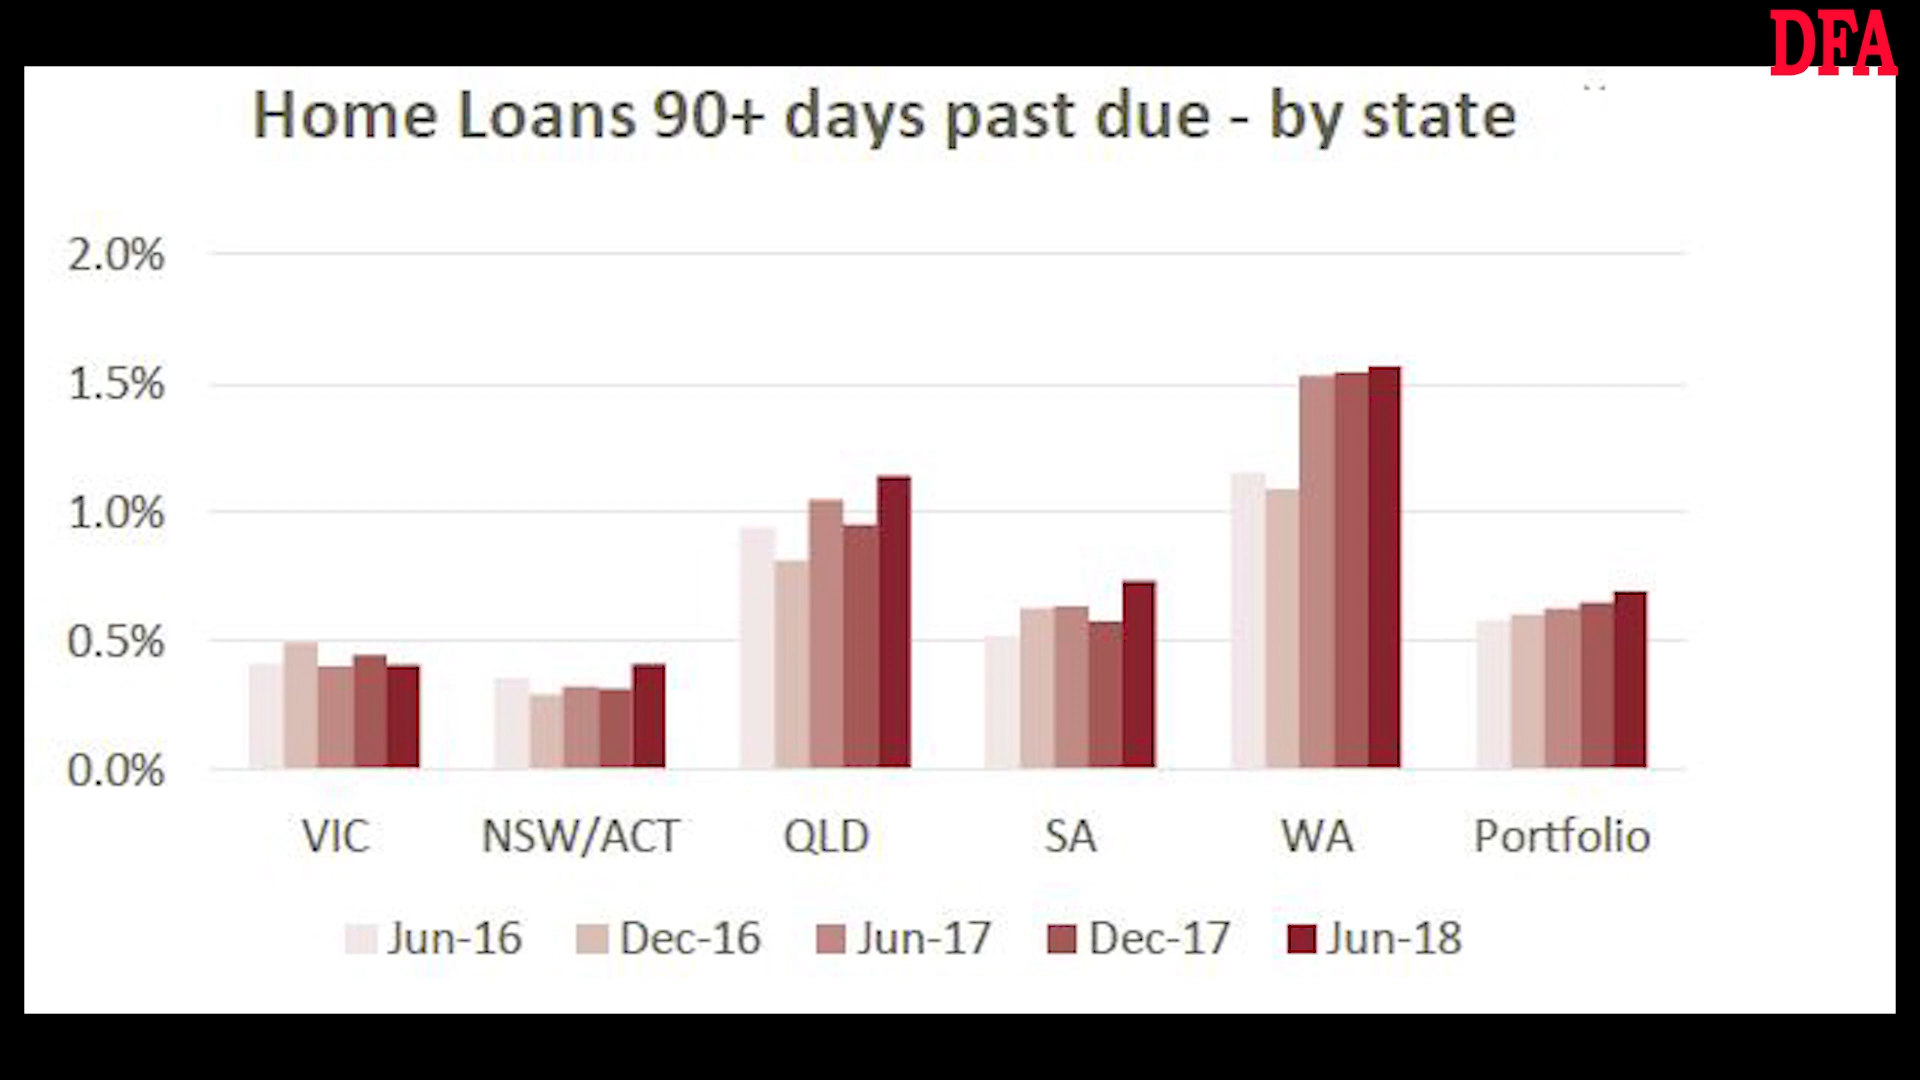 DFA
Home Loans 90+ days past due - by state
2.0%
1.5%
1.0%
0.5%
0.0%
VIC NSW/ACT QLD SA WA Portfolio
Jun-16 Dec-16 Jun-17 Dec-17 Jun-18